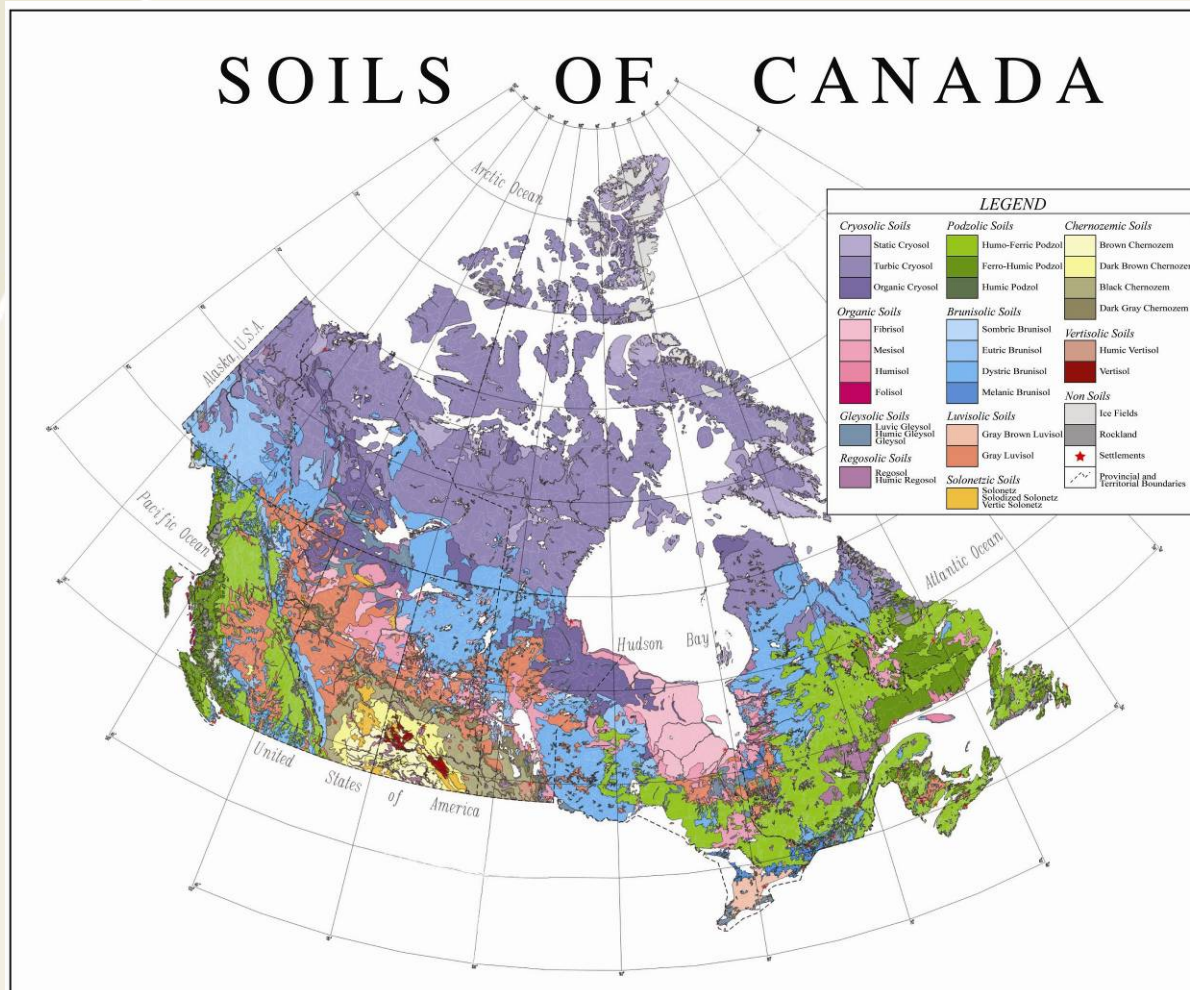 SOILS OF CANADA
Arctic Ocean
Alaska, U.S.A.
Pacific Ocean
Hudson Bay
Atlantic Ocean
United States of America
LEGEND
Cryosolic Soils
Static Cryosol
Turbic Cryosol
Organic Cryosol
Organic Soils
Fibrisol
Mesisol
Humisol
Folisol
Gleysolic Soils
Luvic Gleysol
Humic Gleysol
Gleysol
Regosolic Soils
Regosol
Humic Regosol
Podzolic Soils
Humo-Ferric Podzol
Ferro-Humic Podzol
Humic Podzol
Brunisolic Soils
Sombric Brunisol
Eutric Brunisol
Dystric Brunisol
Melanic Brunisol
Luvisolic Soils
Gray Brown Luvisol
Gray Luvisol
Solonetzic Soils
Solonetz
Solodized Solonetz
Vertic Solonetz
Chernozemic Soils
Brown Chernozem
Dark Brown Chernozem
Black Chernozem
Dark Gray Chernozem
Vertisolic Soils
Humic Vertisol
Vertisol
Non Soils
Ice Fields
Rockland
Settlements
Provincial and
Territorial Boundaries